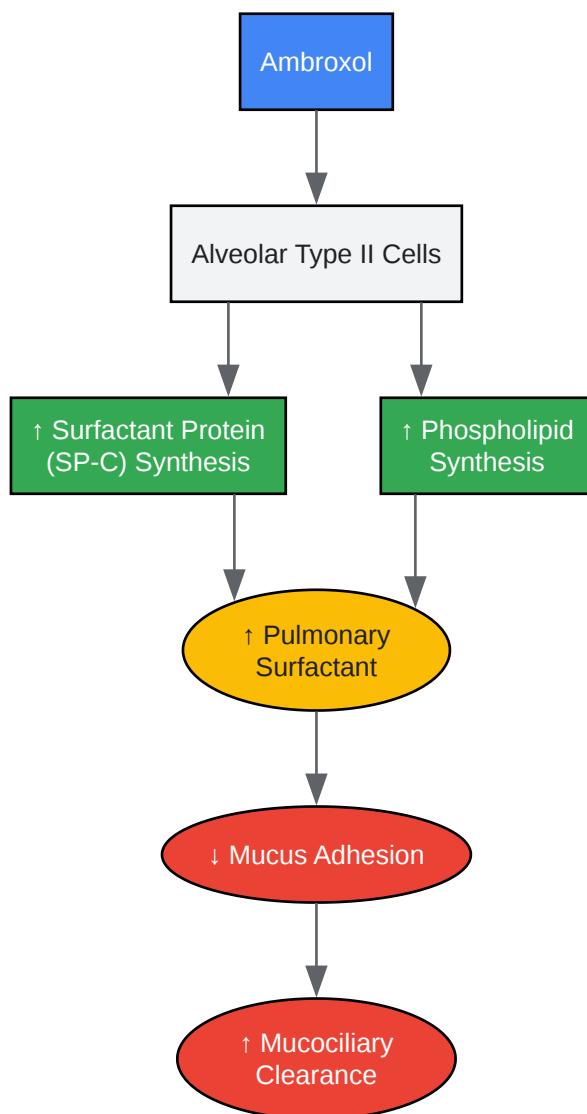 Ambroxol
Alveolar Type II Cells
↑ Surfactant Protein
(SP-C) Synthesis
↑ Phospholipid
Synthesis
↑ Pulmonary
Surfactant
↓ Mucus Adhesion
↑ Mucociliary
Clearance